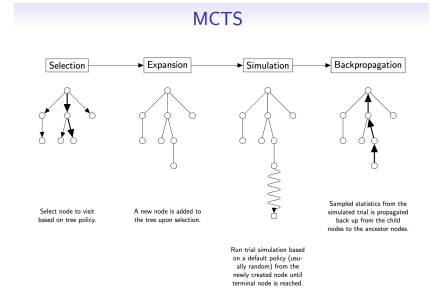 MCTS
Selection
Expansion
Simulation
Backpropagation
Select node to visit
based on tree policy.
A new node is added to
the tree upon selection.
Run trial simulation based
on a default policy (usu-
ally random) from the
newly created node until
terminal node is reached.
Sampled statistics from the
simulated trial is propagated
back up from the child
nodes to the ancestor nodes.